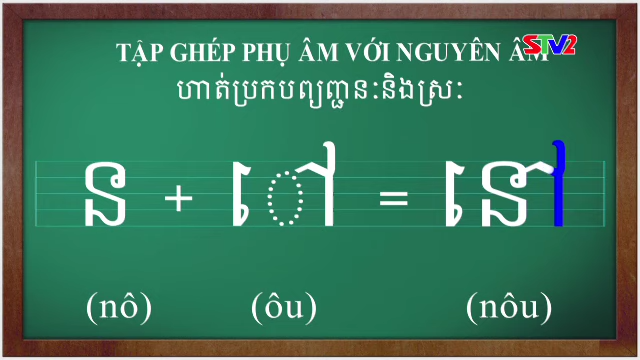 STV2
TẬP GHÉP PHỤ ÂM VỚI NGUYÊN ÂM
ហាត់ប្រកបព្យញ្ជនៈនិងស្រៈ
ន + ៅ = នៅ
(nô) (ôu) (nôu)